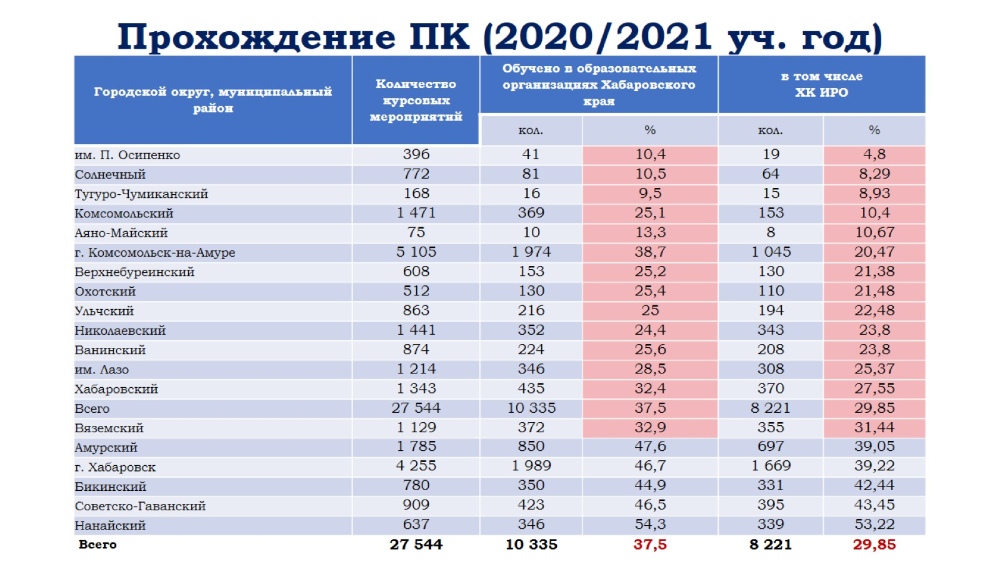 Прохождение ПК (2020/2021 уч. год)
Городской округ, муниципальный
район
Количество
курсовых
мероприятий
Обучено в образовательных
организациях Хабаровского
края
в том числе
ХК ИРО
кол. % кол. %
им. П. Осипенко 396 41 10,4 19 4,8
Солнечный 772 81 10,5 64 8,29
Тугуро-Чумиканский 168 16 9,5 15 8,93
Комсомольский 1 471 369 25,1 153 10,4
Аяно-Майский 75 10 13,3 8 10,67
г. Комсомольск-на-Амуре 5 105 1 974 38,7 1 045 20,47
Верхнебуреинский 608 153 25,2 130 21,38
Охотский 512 130 25,4 110 21,48
Ульчский 863 216 25 194 22,48
Николаевский 1 441 352 24,4 343 23,8
Ванинский 874 224 25,6 208 23,8
им. Лазо 1 214 346 28,5 308 25,37
Хабаровский 1 343 435 32,4 370 27,55
Всего 27 544 10 335 37,5 8 221 29,85
Вяземский 1 129 372 32,9 355 31,44
Амурский 1 785 850 47,6 697 39,05
г. Хабаровск 4 255 1 989 46,7 1 669 39,22
Бикинский 780 350 44,9 331 42,44
Советско-Гаванский 909 423 46,5 395 43,45
Нанайский 637 346 54,3 339 53,22
Всего 27 544 10 335 37,5 8 221 29,85